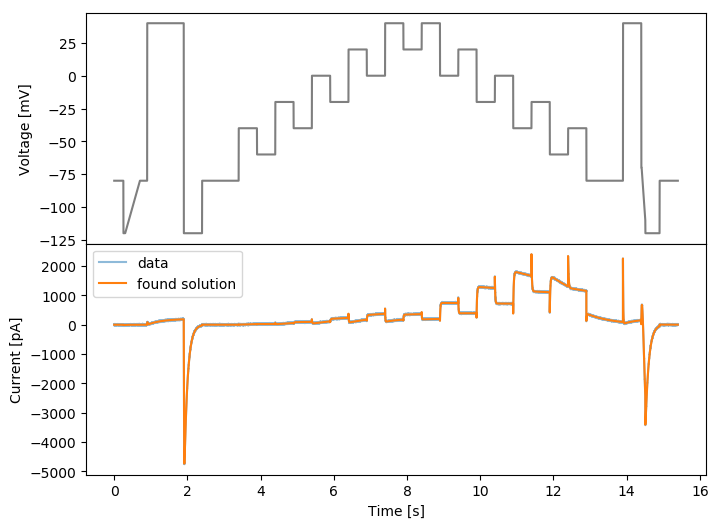 25
0
−25
−50
−75
−100
−125
Voltage [mV]
data
found solution
2000
1000
0
−1000
−2000
−3000
−4000
−5000
Current [pA]
0 2 4 6 8 10 12 14 16
Time [s]